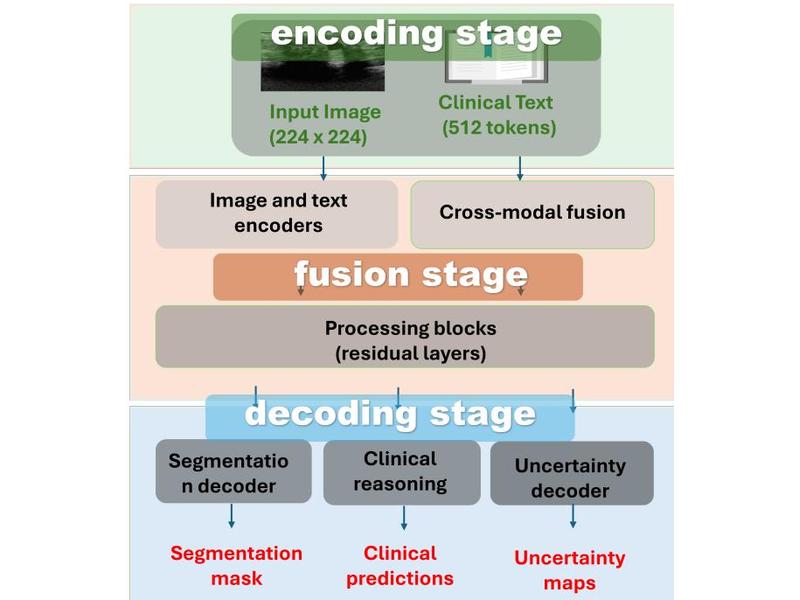 encoding stage
Input Image
(224 x 224)
Clinical Text
(512 tokens)
Image and text
encoders
Cross-modal fusion
fusion stage
Processing blocks
(residual layers)
decoding stage
Segmentatio
n decoder
Clinical
reasoning
Uncertainty
decoder
Segmentation
mask
Clinical
predictions
Uncertainty
maps